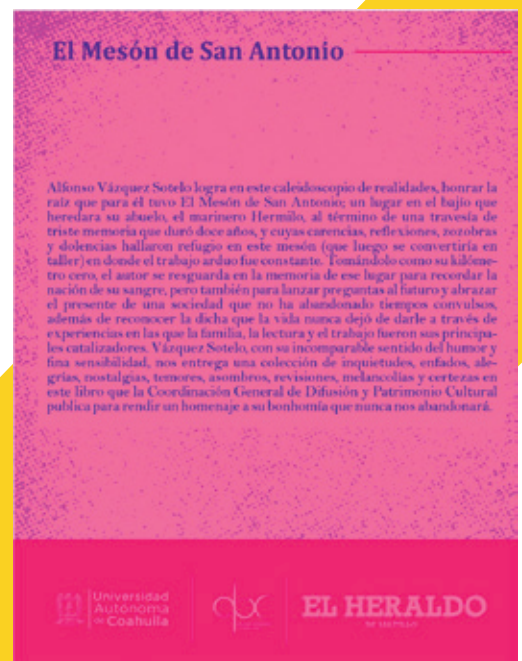 El Mesón de San Antonio
Alfonso Vázquez Sotelo logra en este caleidoscopio de realidades, honrar la
raíz que para él tuvo El Mesón de San Antonio; un lugar en el bajío que
heredara su abuelo, el marinero Hermilo, al término de una travesía de
triste memoria que duró doce años, y cuyas carencias, reflexiones, zozobras
y dolencias hallaron refugio en este mesón (que luego se convertiría en
taller) en donde el trabajo arduo fue constante. Tomándolo como su kilóme-
tro cero, el autor se resguarda en la memoria de ese lugar para recordar la
nación de su sangre, pero también para lanzar preguntas al futuro y abrazar
el presente de una sociedad que no ha abandonado tiempos convulsos,
además de reconocer la dicha que la vida nunca dejó de darle a través de
experiencias en las que la familia, la lectura y el trabajo fueron sus principa-
les catalizadores. Vázquez Sotelo, con su incomparable sentido del humor y
fina sensibilidad, nos entrega una colección de inquietudes, enfados, ale-
grías, nostalgias, temores, asombros, revisiones, melancolías y certezas en
este libro que la Coordinación General de Difusión y Patrimonio Cultural
publica para rendir un homenaje a su bonhomía que nunca nos abandonará.
Universidad
Autónoma
de Coahuila
EL HERALDO
DE SALTILLO